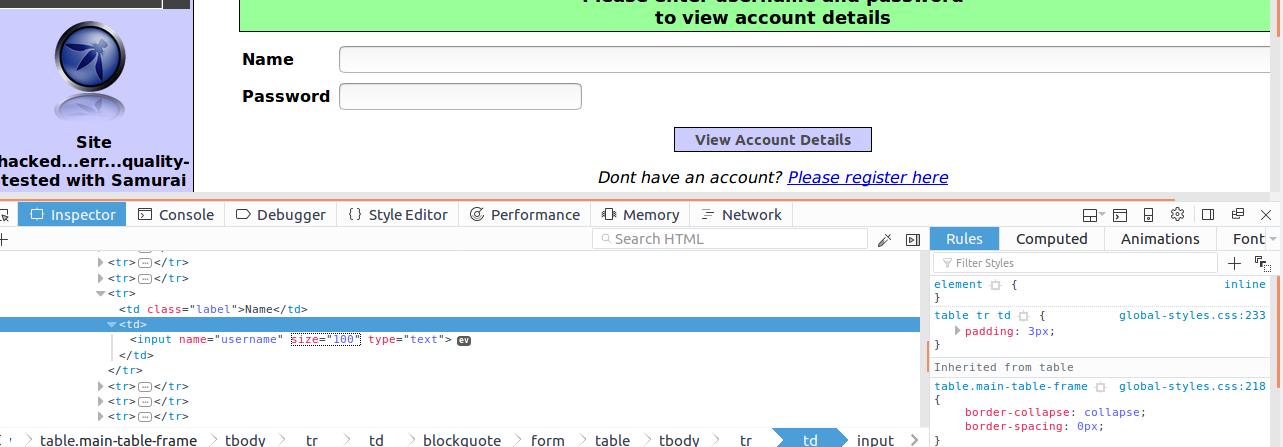 Please enter username and password
to view account details
Name
Password
View Account Details
Dont have an account? Please register here
Site
hacked...err...quality-
tested with Samurai
Inspector Console Debugger { } Style Editor Performance Memory Network
+ Search HTML
<tr> </tr>
<tr> </tr>
<tr>
<td class="label">Name</td>
<td>
<input name="username" size="100" type="text"> ev
</td>
</tr>
<tr> </tr>
<tr> </tr>
<tr> </tr>
table.main-table-frame tbody tr td blockquote form table tbody tr td input
Rules Computed Animations Font
Filter Styles +
element { inline
}
table tr td { global-styles.css:233
padding: 3px;
}
Inherited from table
table.main-table-frame global-styles.css:218
{
border-collapse: collapse;
border-spacing: 0px;
}